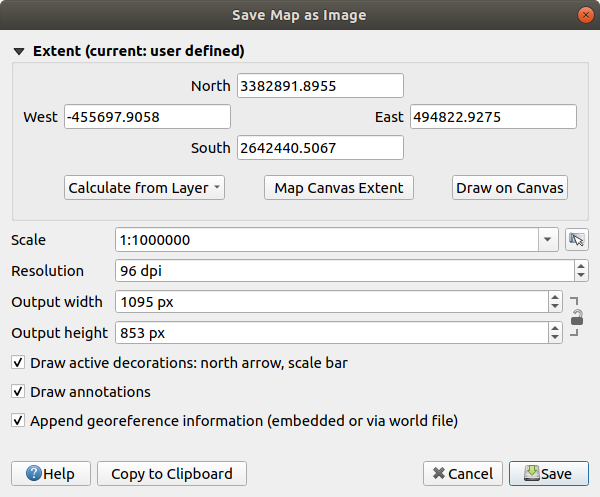 Save Map as Image
Extent (current: user defined)
North 3382891.8955
West -455697.9058 East 494822.9275
South 2642440.5067
Calculate from Layer Map Canvas Extent Draw on Canvas
Scale 1:1000000
Resolution 96 dpi
Output width 1095 px
Output height 853 px
Draw active decorations: north arrow, scale bar
Draw annotations
Append georeference information (embedded or via world file)
Help Copy to Clipboard Cancel Save